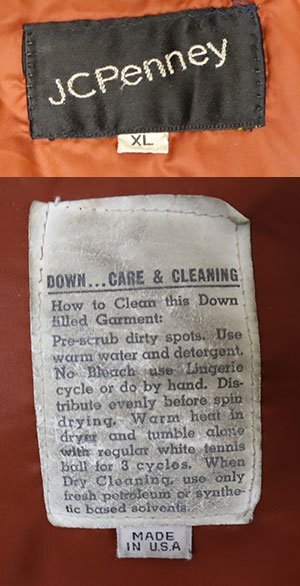 JCPenney
XL
DOWN...CARE & CLEANING
How to Clean this Down
filled Garment:
Pre-scrub dirty spots. Use
warm water and detergent.
No Bleach use Lingerie
cycle or do by hand. Dis-
tribute evenly before spin
drying. Warm heat in
dryer and tumble alone
with regular white tennis
ball for 3 cycles. When
Dry Cleaning, use only
fresh petroleum or synthe-
tic based solvents.
MADE
IN U.S.A